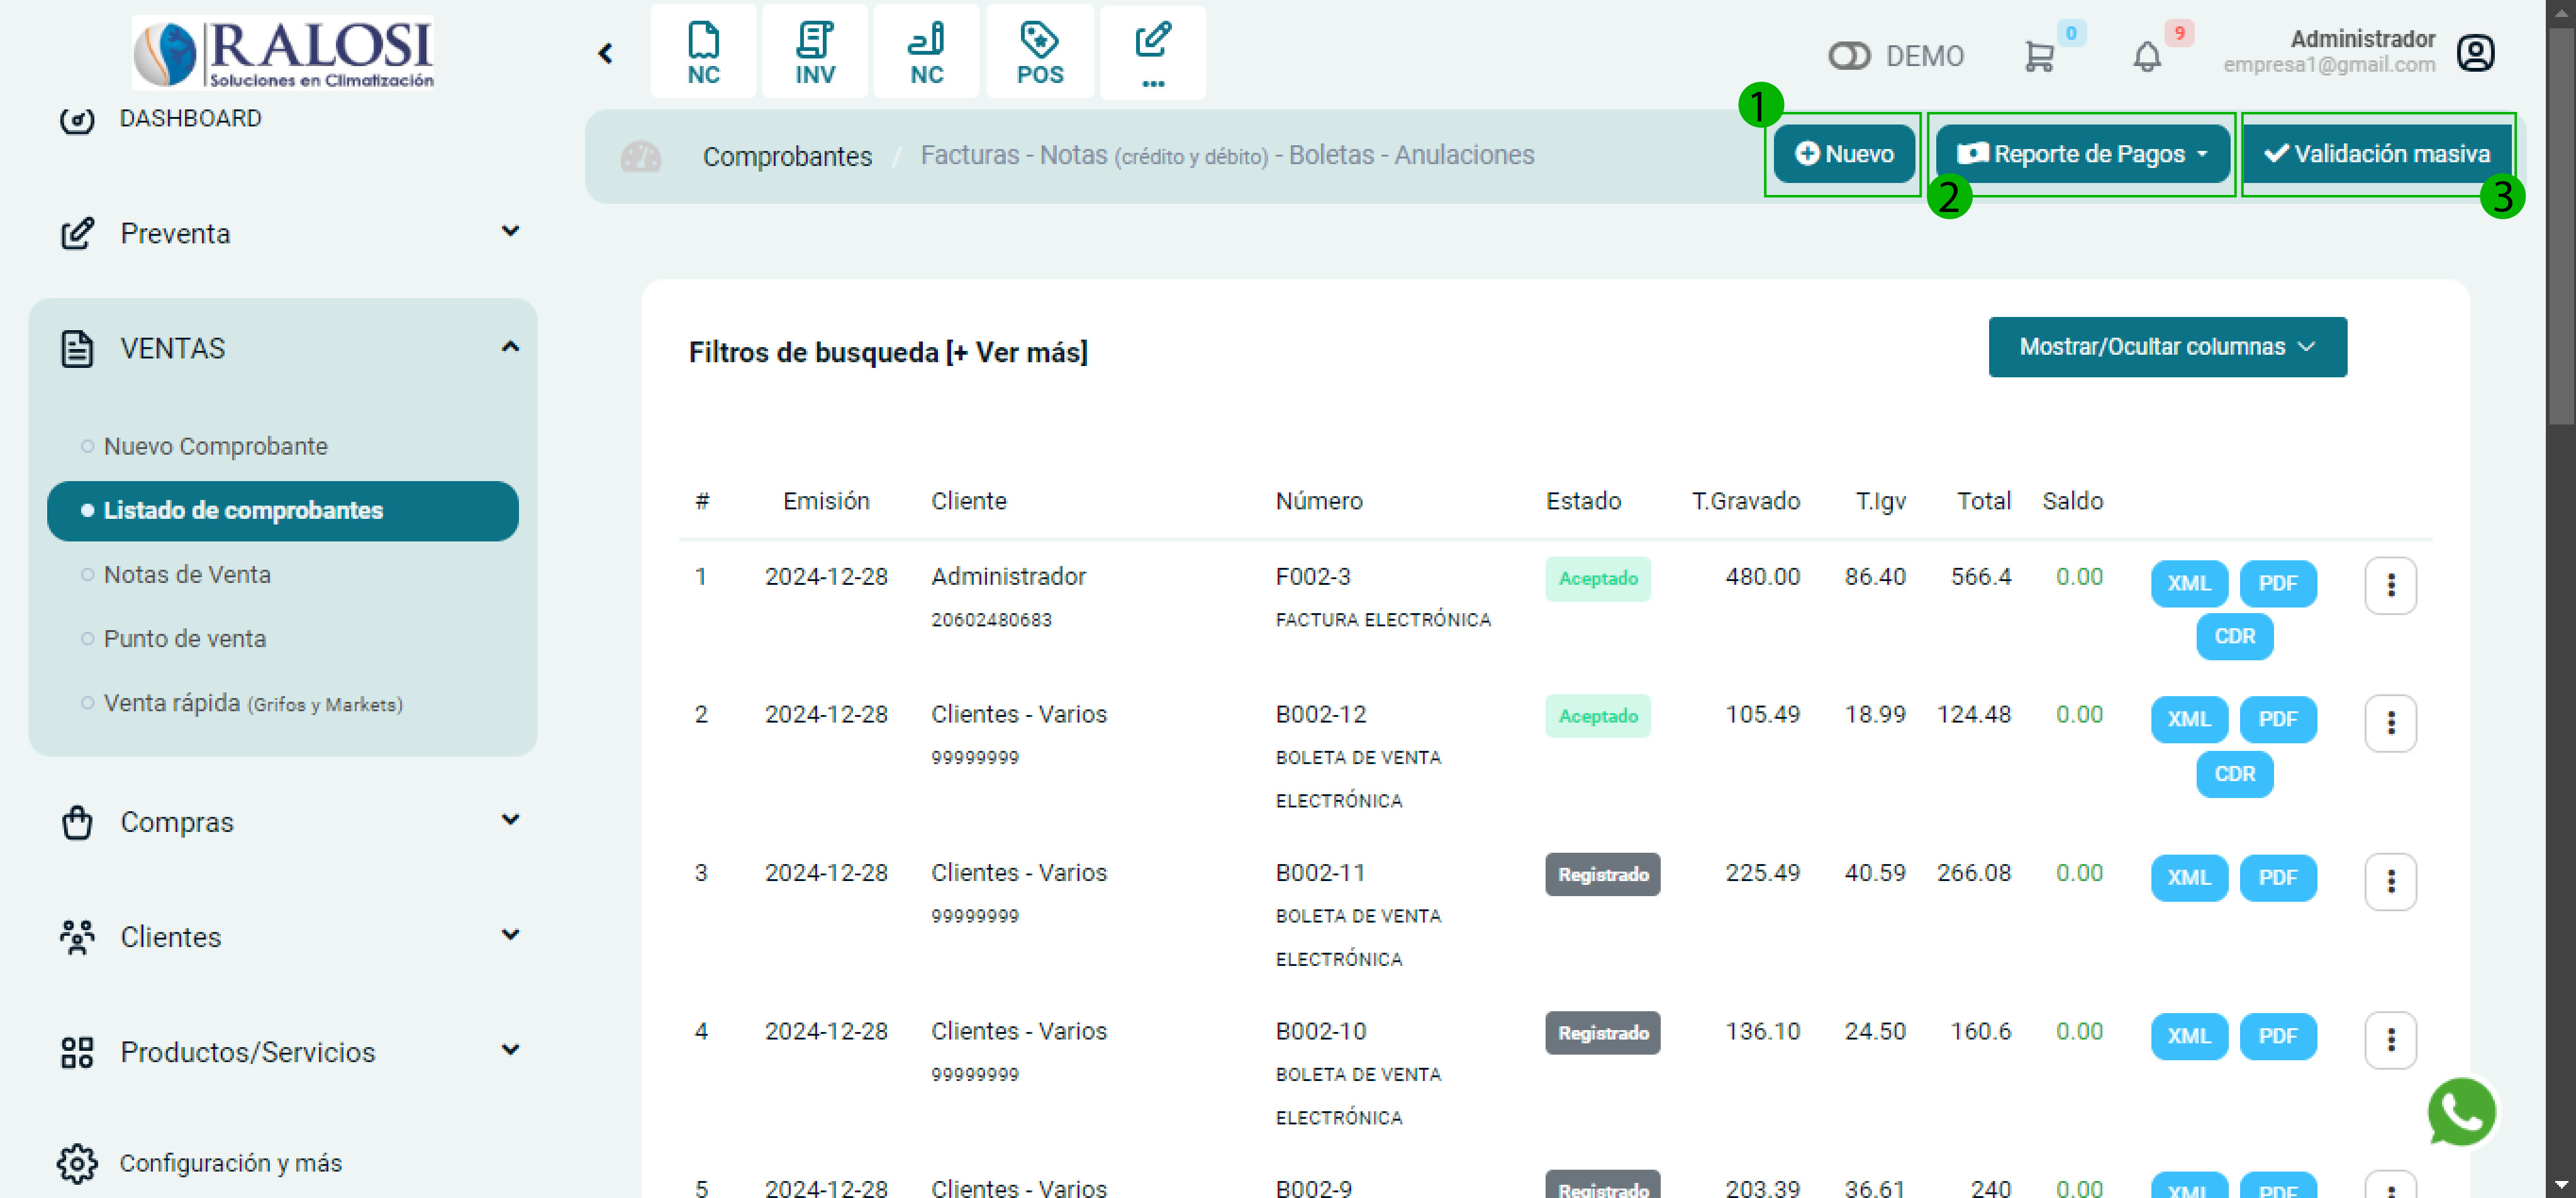 RALOSI
Soluciones en Climatización
NC
INV
NC
POS
...
DEMO
0
9
Administrador
empresa1@gmail.com
DASHBOARD
Preventa
VENTAS
Nuevo Comprobante
Listado de comprobantes
Notas de Venta
Punto de venta
Venta rápida (Grifos y Markets)
Compras
Clientes
Productos/Servicios
Configuración y más
Comprobantes / Facturas - Notas (crédito y débito) - Boletas - Anulaciones
1
Nuevo
2
Reporte de Pagos
3
Validación masiva
Filtros de busqueda [+ Ver más]
Mostrar/Ocultar columnas
# Emisión Cliente Número Estado T.Gravado T.Igv Total Saldo
1 2024-12-28 Administrador F002-3 Aceptado 480.00 86.40 566.4 0.00 XML PDF
20602480683 FACTURA ELECTRÓNICA CDR
2 2024-12-28 Clientes - Varios B002-12 Aceptado 105.49 18.99 124.48 0.00 XML PDF
99999999 BOLETA DE VENTA CDR
ELECTRÓNICA
3 2024-12-28 Clientes - Varios B002-11 Registrado 225.49 40.59 266.08 0.00 XML PDF
99999999 BOLETA DE VENTA
ELECTRÓNICA
4 2024-12-28 Clientes - Varios B002-10 Registrado 136.10 24.50 160.6 0.00 XML PDF
99999999 BOLETA DE VENTA
ELECTRÓNICA
5 2024-12-28 Clientes - Varios B002-9 Registrado 203.39 36.61 240 0.00 XML PDF